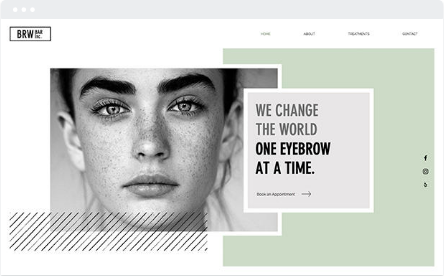 BRW BAR Inc.
HOME ABOUT TREATMENTS CONTACT
WE CHANGE
THE WORLD
ONE EYEBROW
AT A TIME.
Book an Appointment